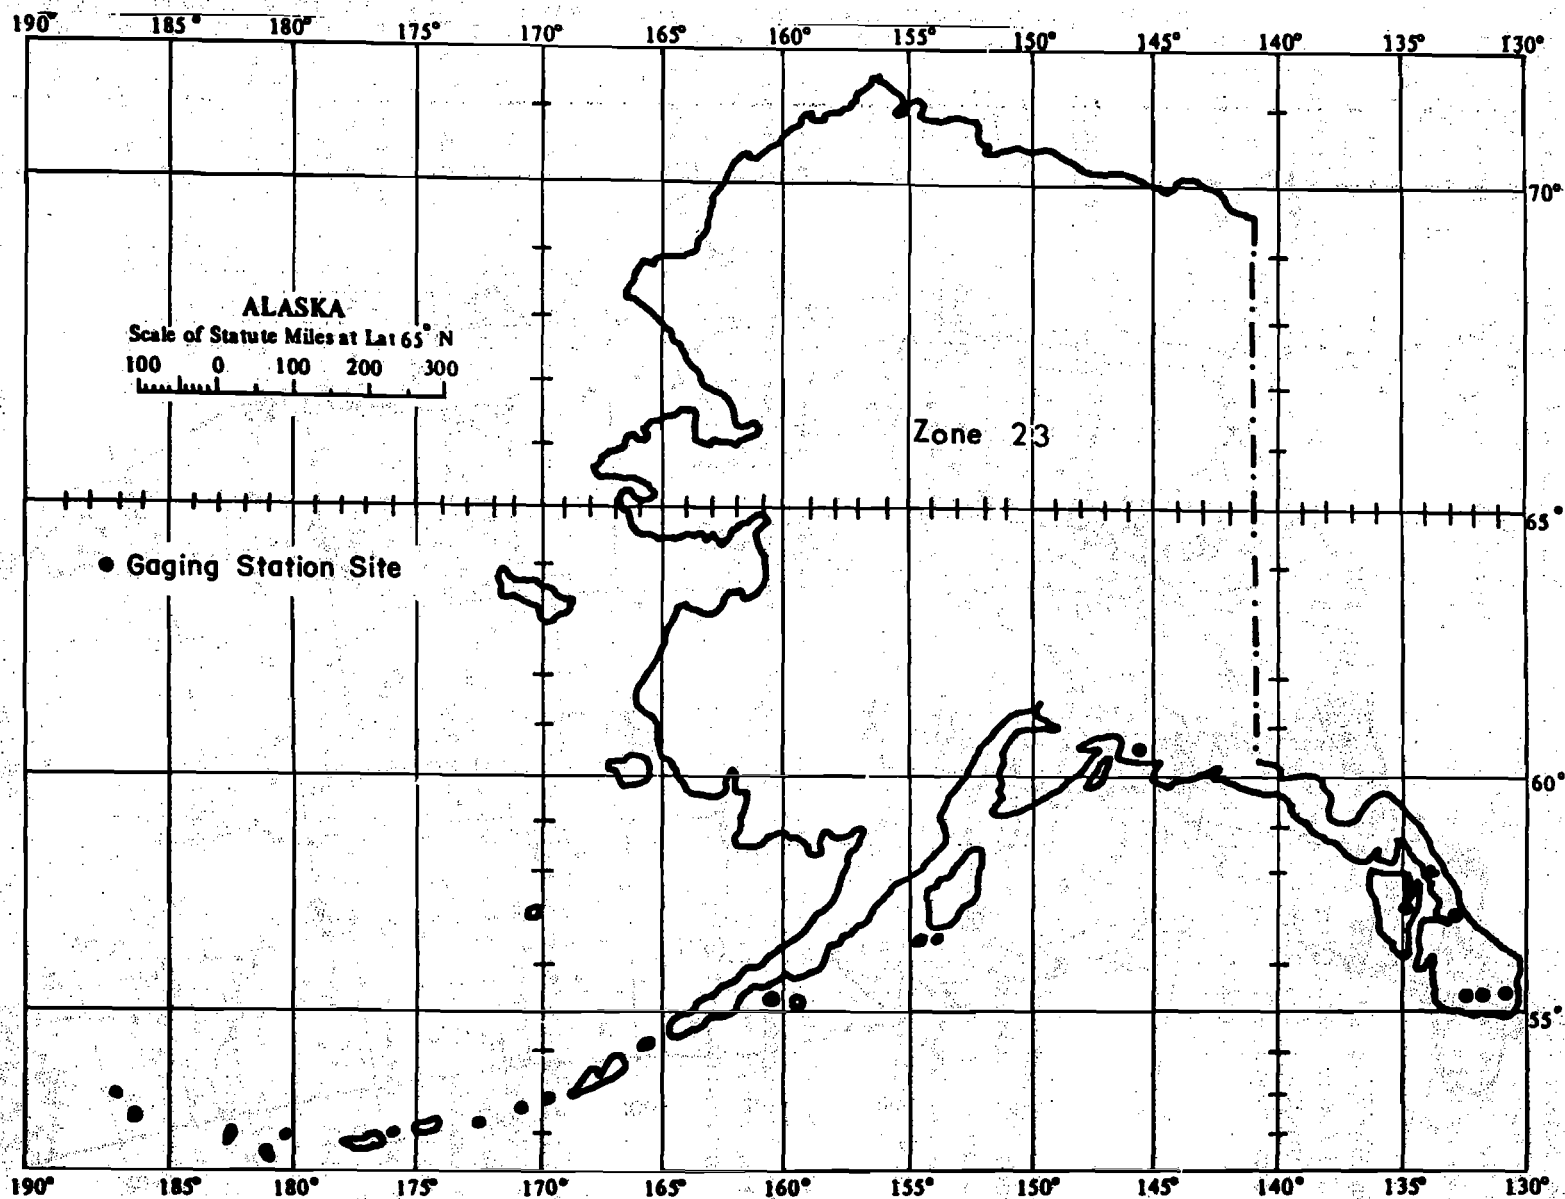 190° 185° 180° 175° 170° 165° 160° 155° 150° 145° 140° 135° 130°
70°
ALASKA
Scale of Statute Miles at Lat 65° N
100 0 100 200 300
Zone 23
65°
Gaging Station Site
60°
55°
190° 185° 180° 175° 170° 165° 160° 155° 150° 145° 140° 135° 130°